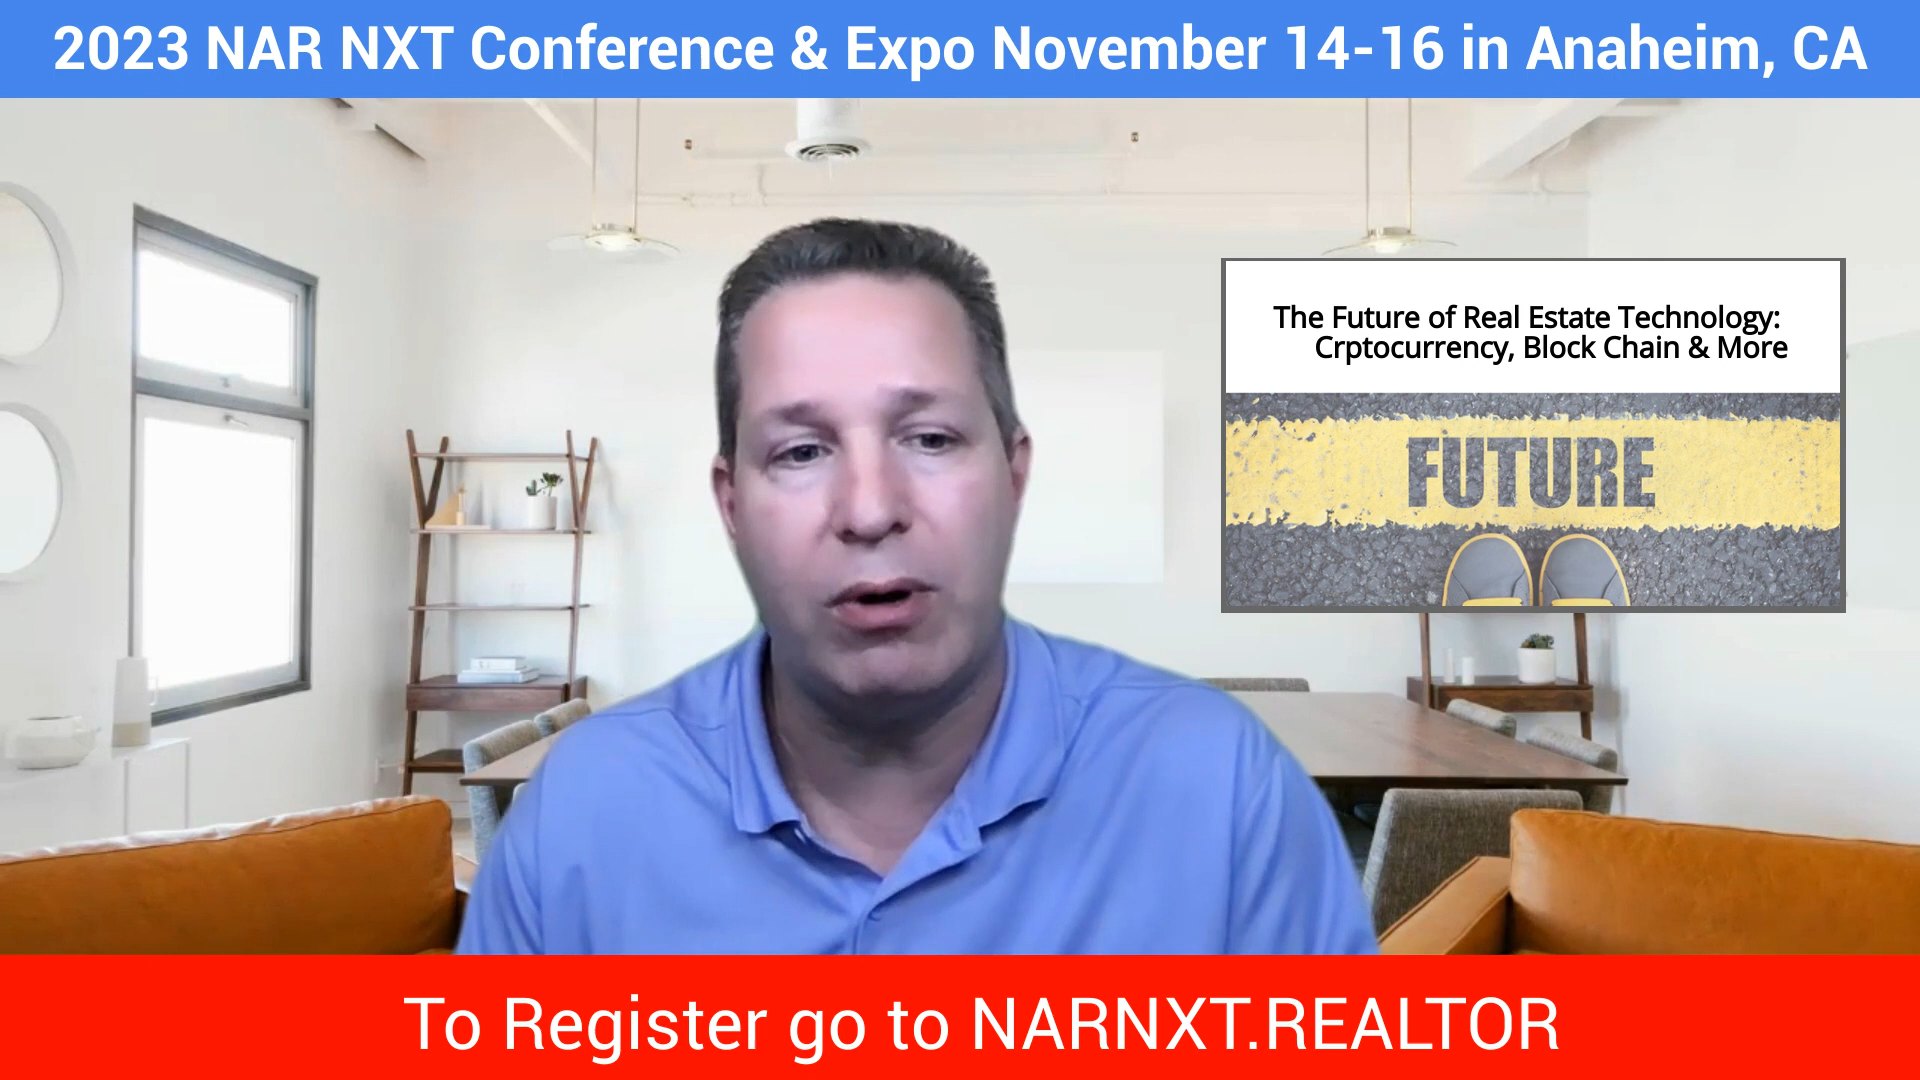 2023 NAR NXT Conference & Expo November 14-16 in Anaheim, CA
The Future of Real Estate Technology:
Crptocurrency, Block Chain & More
FUTURE
To Register go to NARNXT.REALTOR